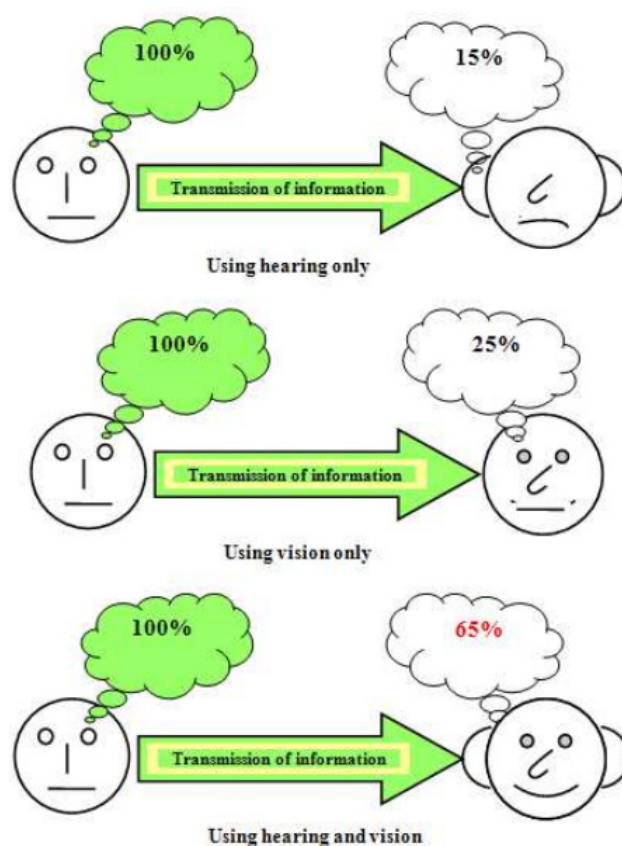 100%
15%
Transmission of information
Using hearing only
100%
25%
Transmission of information
Using vision only
100%
65%
Transmission of information
Using hearing and vision